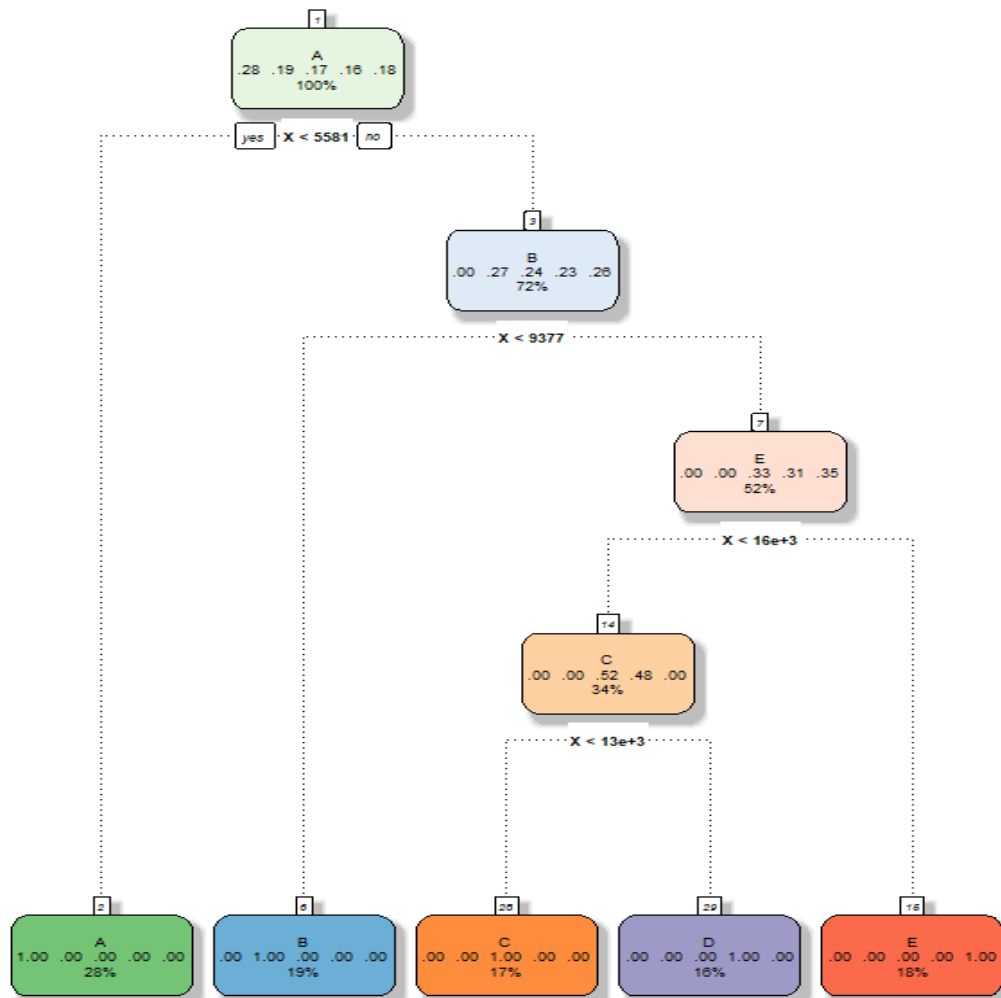 1
A
.28 .19 .17 .16 .18
100%
yes X < 5581 no
3
B
.00 .27 .24 .23 .26
72%
X < 9377
7
E
.00 .00 .33 .31 .35
52%
X < 16e+3
14
C
.00 .00 .52 .48 .00
34%
X < 13e+3
2
A
1.00 .00 .00 .00 .00
28%
6
B
.00 1.00 .00 .00 .00
19%
28
C
.00 .00 1.00 .00 .00
17%
29
D
.00 .00 .00 1.00 .00
16%
15
E
.00 .00 .00 .00 1.00
18%